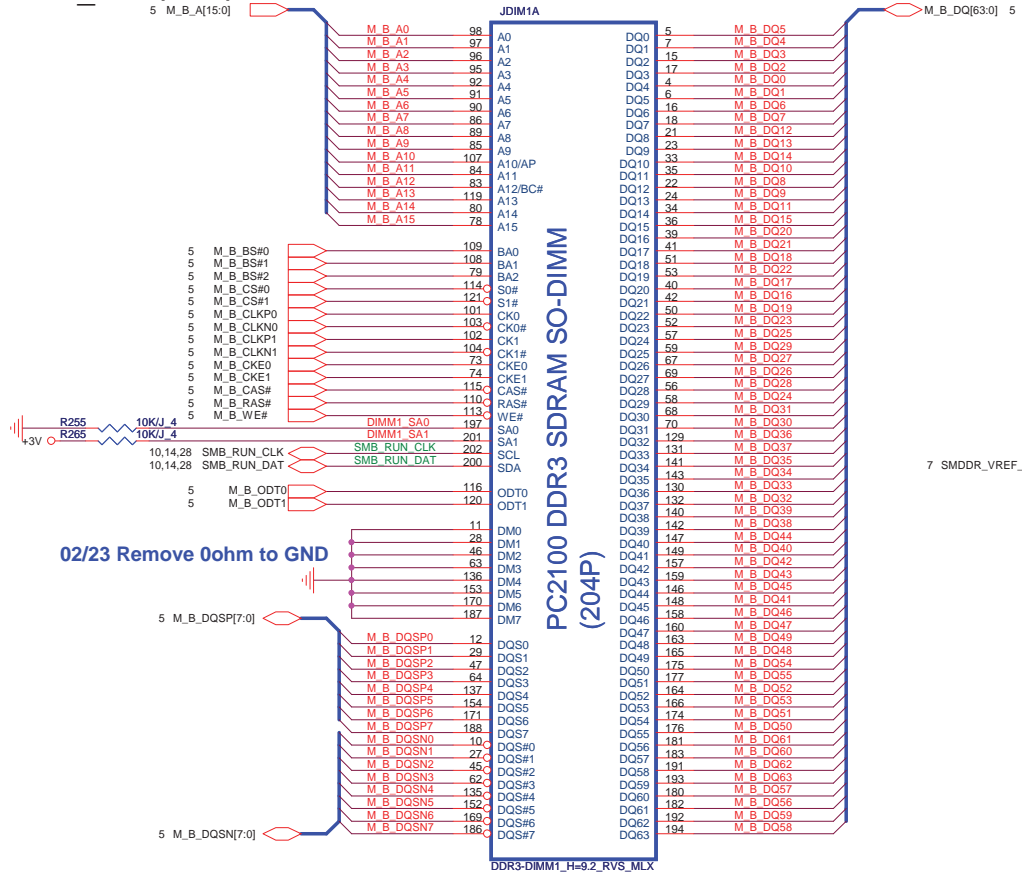 5 M_B_A[15:0]
JDIM1A
M_B_DQ[63:0] 5
M_B_A0 98 A0
M_B_A1 97 A1
M_B_A2 96 A2
M_B_A3 95 A3
M_B_A4 92 A4
M_B_A5 91 A5
M_B_A6 90 A6
M_B_A7 86 A7
M_B_A8 89 A8
M_B_A9 85 A9
M_B_A10 107 A10/AP
M_B_A11 84 A11
M_B_A12 83 A12/BC#
M_B_A13 119 A13
M_B_A14 80 A14
M_B_A15 78 A15
5 M_B_BS#0 109 BA0
5 M_B_BS#1 108 BA1
5 M_B_BS#2 79 BA2
5 M_B_CS#0 114 S0#
5 M_B_CS#1 121 S1#
5 M_B_CLKP0 101 CK0
5 M_B_CLKN0 103 CK0#
5 M_B_CLKP1 102 CK1
5 M_B_CLKN1 104 CK1#
5 M_B_CKE0 73 CKE0
5 M_B_CKE1 74 CKE1
5 M_B_CAS# 115 CAS#
5 M_B_RAS# 110 RAS#
5 M_B_WE# 113 WE#
R255 10K/J_4 DIMM1_SA0 197 SA0
+3V R265 10K/J_4 DIMM1_SA1 201 SA1
10,14,28 SMB_RUN_CLK SMB_RUN_CLK 202 SCL
10,14,28 SMB_RUN_DAT SMB_RUN_DAT 200 SDA
5 M_B_ODT0 116 ODT0
5 M_B_ODT1 120 ODT1
11 DM0
28 DM1
46 DM2
63 DM3
136 DM4
153 DM5
170 DM6
187 DM7
02/23 Remove 0ohm to GND
5 M_B_DQSP[7:0]
M_B_DQSP0 12 DQS0
M_B_DQSP1 29 DQS1
M_B_DQSP2 47 DQS2
M_B_DQSP3 64 DQS3
M_B_DQSP4 137 DQS4
M_B_DQSP5 154 DQS5
M_B_DQSP6 171 DQS6
M_B_DQSP7 188 DQS7
M_B_DQSN0 10 DQS#0
M_B_DQSN1 27 DQS#1
M_B_DQSN2 45 DQS#2
M_B_DQSN3 62 DQS#3
M_B_DQSN4 135 DQS#4
M_B_DQSN5 152 DQS#5
M_B_DQSN6 169 DQS#6
M_B_DQSN7 186 DQS#7
5 M_B_DQSN[7:0]
PC2100 DDR3 SDRAM SO-DIMM
(204P)
DQ0 5 M_B_DQ5
DQ1 7 M_B_DQ4
DQ2 15 M_B_DQ3
DQ3 17 M_B_DQ2
DQ4 4 M_B_DQ0
DQ5 6 M_B_DQ1
DQ6 16 M_B_DQ6
DQ7 18 M_B_DQ7
DQ8 21 M_B_DQ12
DQ9 23 M_B_DQ13
DQ10 33 M_B_DQ14
DQ11 35 M_B_DQ10
DQ12 22 M_B_DQ8
DQ13 24 M_B_DQ9
DQ14 34 M_B_DQ11
DQ15 36 M_B_DQ15
DQ16 39 M_B_DQ20
DQ17 41 M_B_DQ21
DQ18 51 M_B_DQ18
DQ19 53 M_B_DQ22
DQ20 40 M_B_DQ17
DQ21 42 M_B_DQ16
DQ22 50 M_B_DQ19
DQ23 52 M_B_DQ23
DQ24 57 M_B_DQ25
DQ25 59 M_B_DQ29
DQ26 67 M_B_DQ27
DQ27 69 M_B_DQ26
DQ28 56 M_B_DQ28
DQ29 58 M_B_DQ24
DQ30 68 M_B_DQ31
DQ31 70 M_B_DQ30
DQ32 129 M_B_DQ36
DQ33 131 M_B_DQ37
DQ34 141 M_B_DQ35
DQ35 143 M_B_DQ34
DQ36 130 M_B_DQ33
DQ37 132 M_B_DQ32
DQ38 140 M_B_DQ39
DQ39 142 M_B_DQ38
DQ40 147 M_B_DQ44
DQ41 149 M_B_DQ40
DQ42 157 M_B_DQ42
DQ43 159 M_B_DQ43
DQ44 146 M_B_DQ45
DQ45 148 M_B_DQ41
DQ46 158 M_B_DQ46
DQ47 160 M_B_DQ47
DQ48 163 M_B_DQ49
DQ49 165 M_B_DQ48
DQ50 175 M_B_DQ54
DQ51 177 M_B_DQ55
DQ52 164 M_B_DQ52
DQ53 166 M_B_DQ53
DQ54 174 M_B_DQ51
DQ55 176 M_B_DQ50
DQ56 181 M_B_DQ61
DQ57 183 M_B_DQ60
DQ58 191 M_B_DQ62
DQ59 193 M_B_DQ63
DQ60 180 M_B_DQ57
DQ61 182 M_B_DQ56
DQ62 192 M_B_DQ59
DQ63 194 M_B_DQ58
7 SMDDR_VREF_
DDR3-DIMM1_H=9.2_RVS_MLX